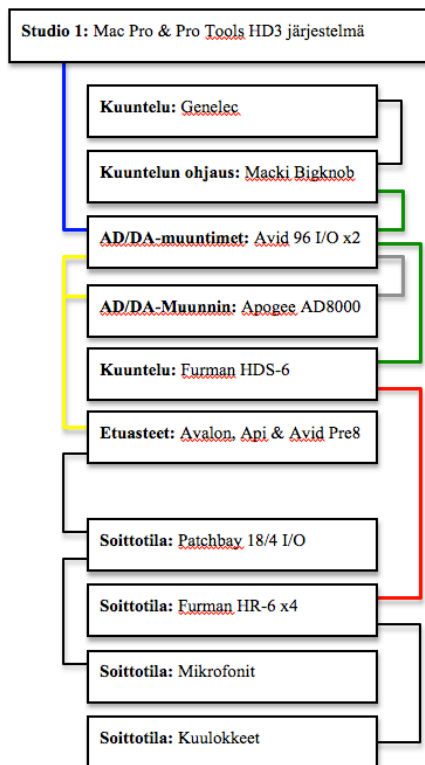 Studio 1: Mac Pro & Pro Tools HD3 järjestelmä
Kuuntelu: Genelec
Kuuntelun ohjaus: Macki Bigknob
AD/DA-muuntimet: Avid 96 I/O x2
AD/DA-Muunnin: Apogee AD8000
Kuuntelu: Furman HDS-6
Etuasteet: Avalon, Api & Avid Pre8
Soittotila: Patchbay 18/4 I/O
Soittotila: Furman HR-6 x4
Soittotila: Mikrofonit
Soittotila: Kuulokkeet